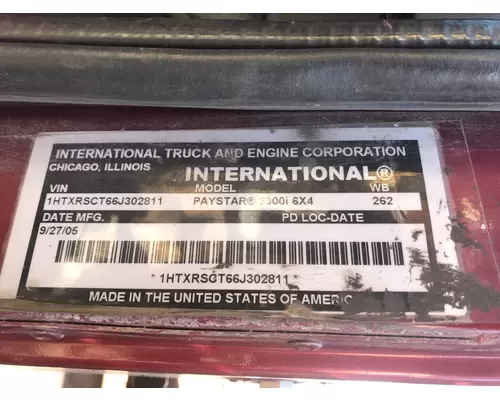 INTERNATIONAL TRUCK AND ENGINE CORPORATION
CHICAGO, ILLINOIS
INTERNATIONAL®
VIN MODEL WB
1HTXRSCT66J302811 PAYSTAR® 6X4 262
DATE MFG. PD LOC-DATE
9/27/05
* 1HTXRSCT66J302811 *
MADE IN THE UNITED STATES OF AMERIC